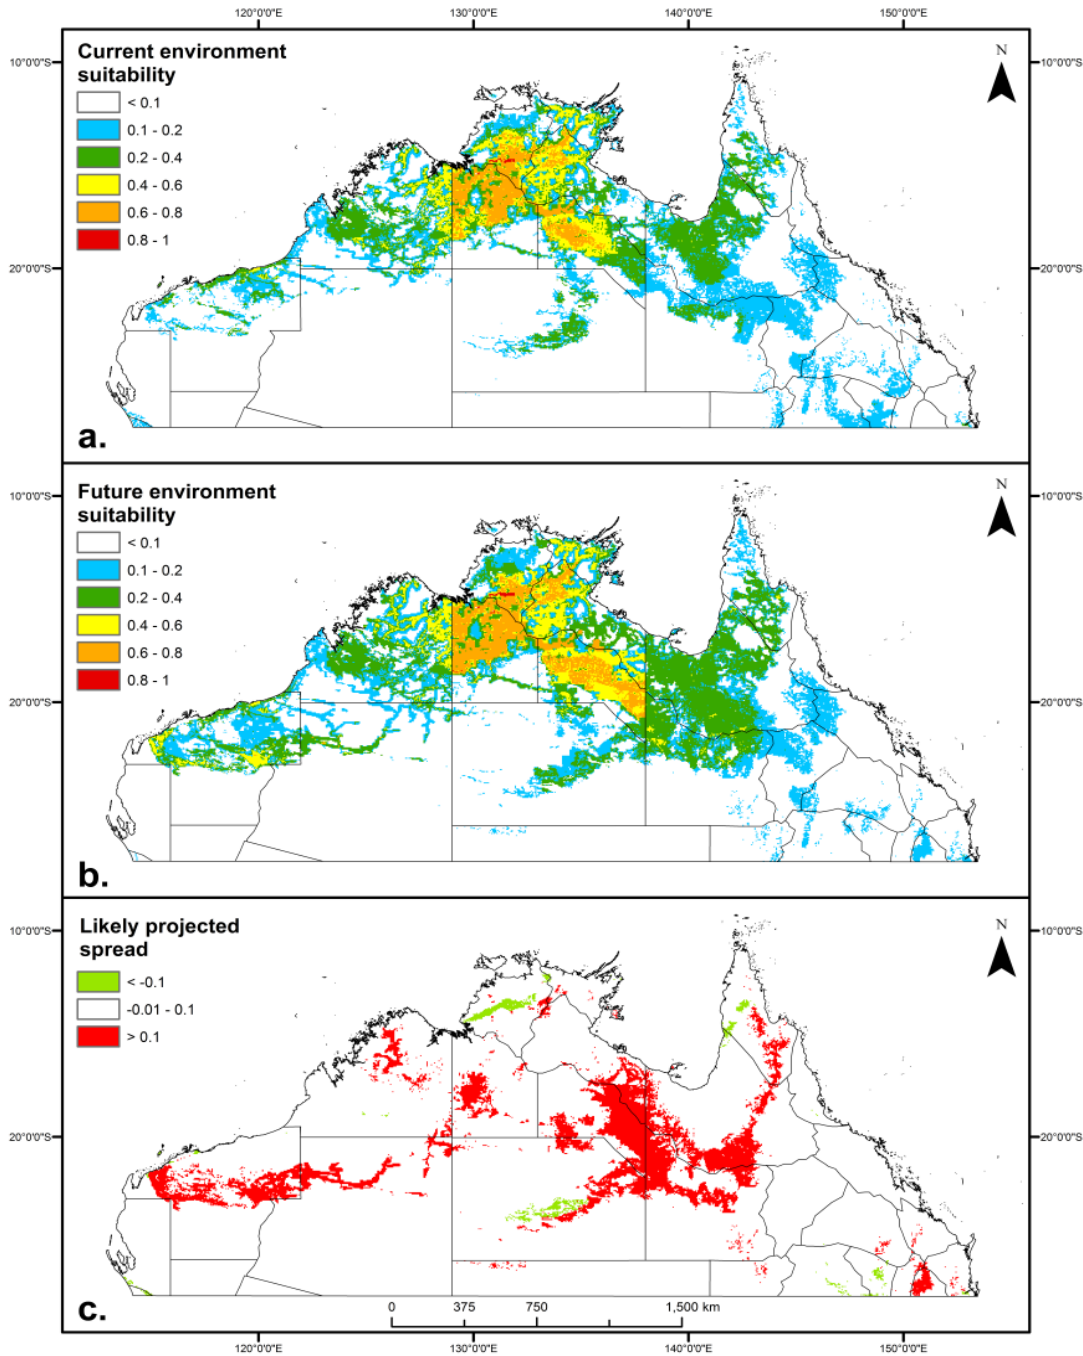 120°0'0"E 130°0'0"E 140°0'0"E 150°0'0"E
Current environment
suitability
< 0.1
0.1 - 0.2
0.2 - 0.4
0.4 - 0.6
0.6 - 0.8
0.8 - 1
N
10°0'0"S 10°0'0"S
20°0'0"S 20°0'0"S
a.
Future environment
suitability
< 0.1
0.1 - 0.2
0.2 - 0.4
0.4 - 0.6
0.6 - 0.8
0.8 - 1
N
10°0'0"S 10°0'0"S
20°0'0"S 20°0'0"S
b.
Likely projected
spread
< -0.1
-0.01 - 0.1
> 0.1
N
10°0'0"S 10°0'0"S
20°0'0"S 20°0'0"S
c.
0 375 750 1,500 km
120°0'0"E 130°0'0"E 140°0'0"E 150°0'0"E